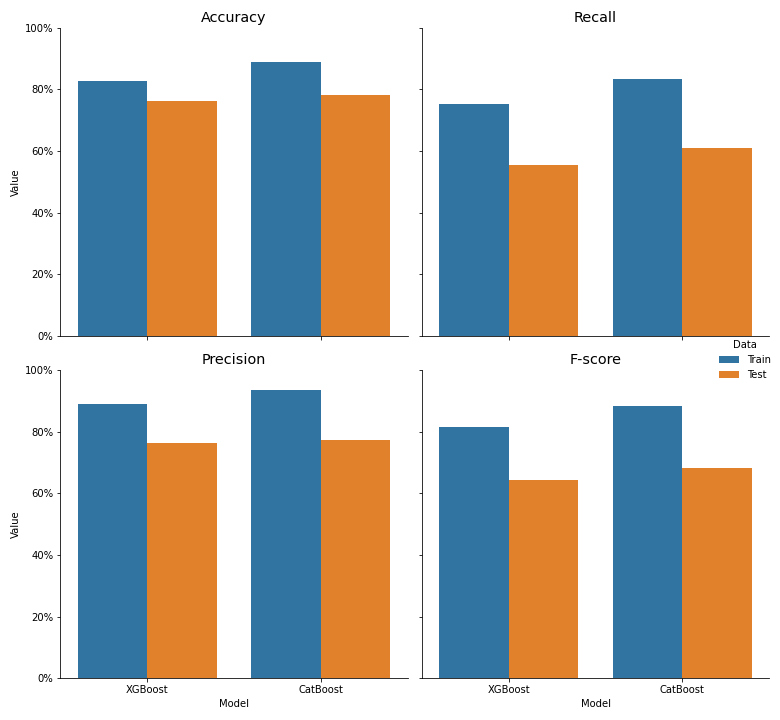 Accuracy
Recall
100%
80%
60%
40%
20%
0%
Value
Data
Train
Test
Precision
F-score
100%
80%
60%
40%
20%
0%
Value
XGBoost
CatBoost
Model
XGBoost
CatBoost
Model